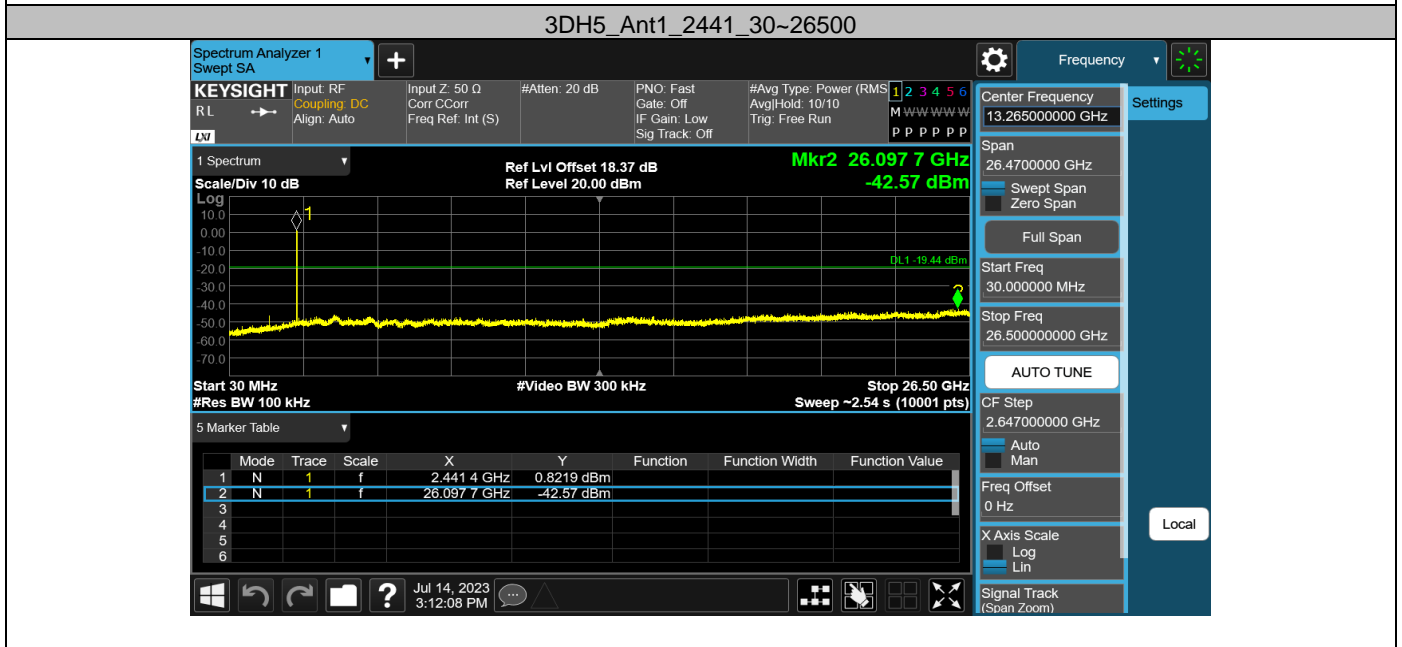 3DH5_Ant1_2441_30~26500
Spectrum Analyzer 1
Swept SA
+
Frequency
KEYSIGHT
RL
LXI
Input: RF
Coupling: DC
Align: Auto
Input Z: 50 Ω
Corr CCorr
Freq Ref: Int (S)
#Atten: 20 dB
PNO: Fast
Gate: Off
IF Gain: Low
Sig Track: Off
#Avg Type: Power (RMS
Avg|Hold: 10/10
Trig: Free Run
1 2 3 4 5 6
M W W W W W
P P P P P P
Center Frequency
13.265000000 GHz
Settings
Span
26.4700000 GHz
Swept Span
Zero Span
Full Span
Start Freq
30.000000 MHz
Stop Freq
26.500000000 GHz
AUTO TUNE
CF Step
2.647000000 GHz
Auto
Man
Freq Offset
0 Hz
X Axis Scale
Log
Lin
Signal Track
(Span Zoom)
Local
1 Spectrum
Scale/Div 10 dB
Ref Lvl Offset 18.37 dB
Ref Level 20.00 dBm
Mkr2 26.097 7 GHz
-42.57 dBm
Log
10.0
0.00
-10.0
-20.0
-30.0
-40.0
-50.0
-60.0
-70.0
1
DL1 -19.44 dBm
2
Start 30 MHz
#Res BW 100 kHz
#Video BW 300 kHz
Stop 26.50 GHz
Sweep ~2.54 s (10001 pts)
5 Marker Table
Mode Trace Scale X Y Function Function Width Function Value
1 N 1 f 2.441 4 GHz 0.8219 dBm
2 N 1 f 26.097 7 GHz -42.57 dBm
3
4
5
6
?
Jul 14, 2023
3:12:08 PM